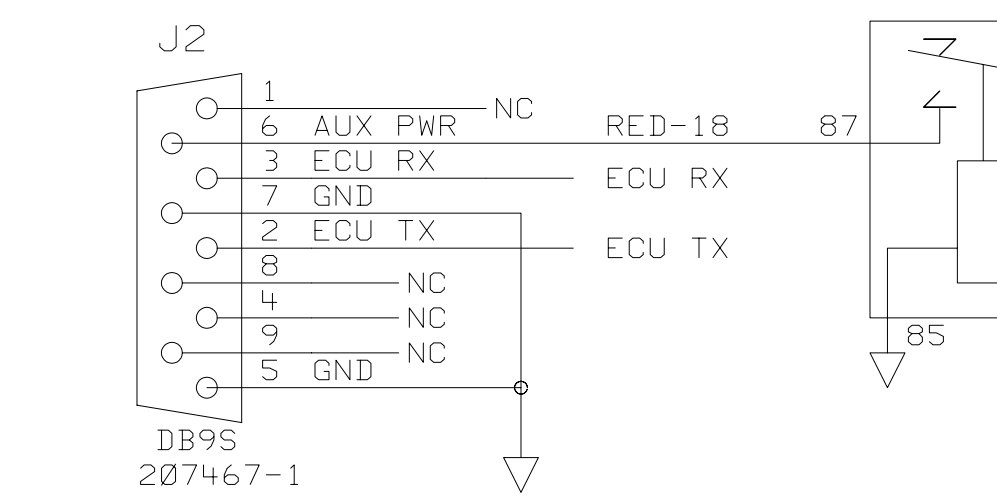 J2
1 NC
6 AUX PWR RED-18 87
3 ECU RX ECU RX
7 GND
2 ECU TX ECU TX
8 NC
4 NC
9 NC
85
5 GND
DB9S
207467-1